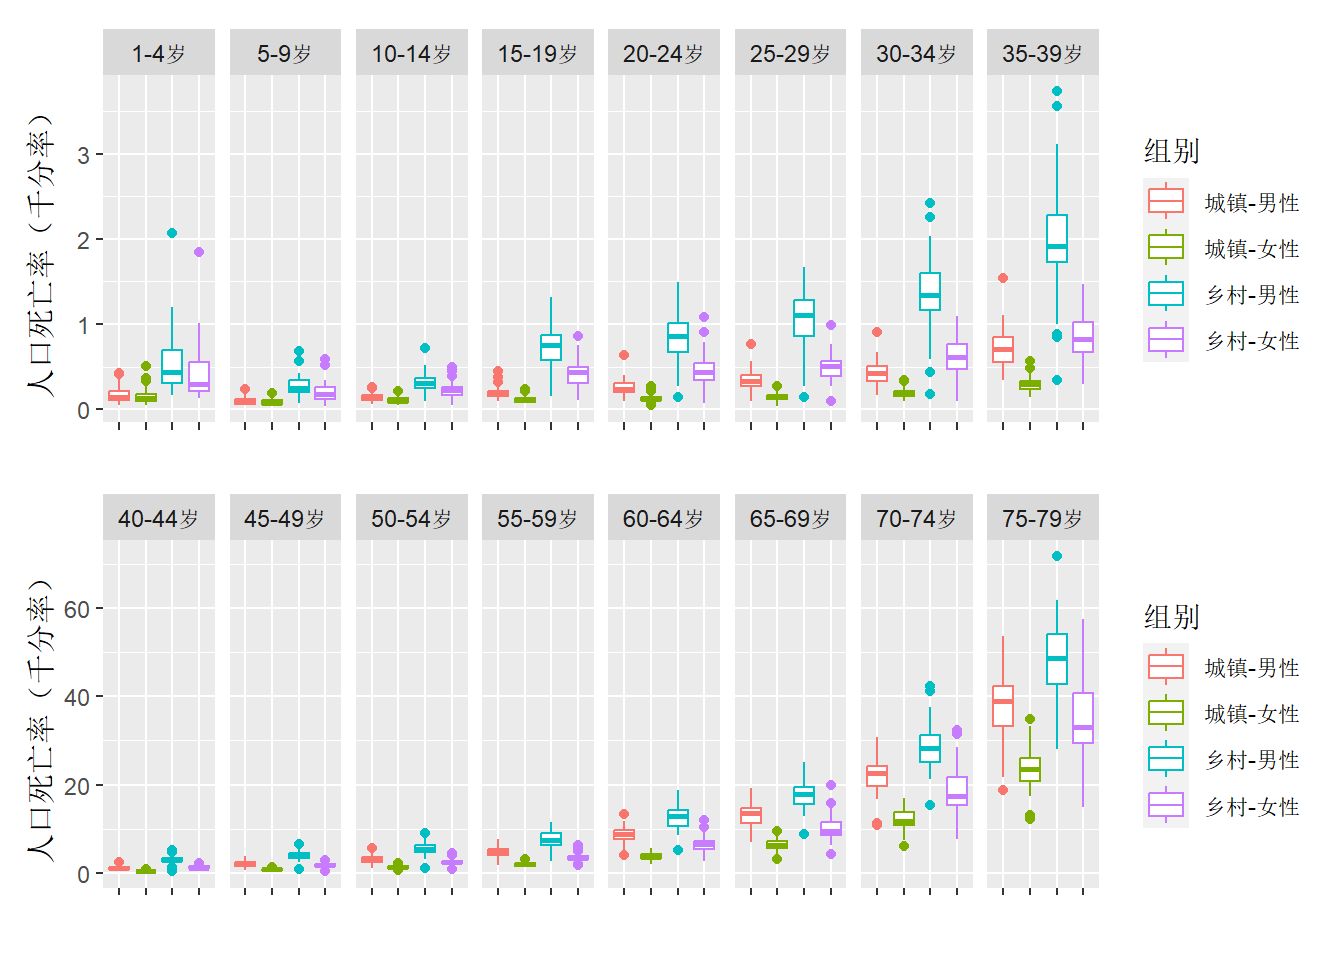 1-4岁 5-9岁 10-14岁 15-19岁 20-24岁 25-29岁 30-34岁 35-39岁
人口死亡率（千分率）
3
2
1
0
组别
城镇-男性
城镇-女性
乡村-男性
乡村-女性
40-44岁 45-49岁 50-54岁 55-59岁 60-64岁 65-69岁 70-74岁 75-79岁
人口死亡率（千分率）
60
40
20
0
组别
城镇-男性
城镇-女性
乡村-男性
乡村-女性